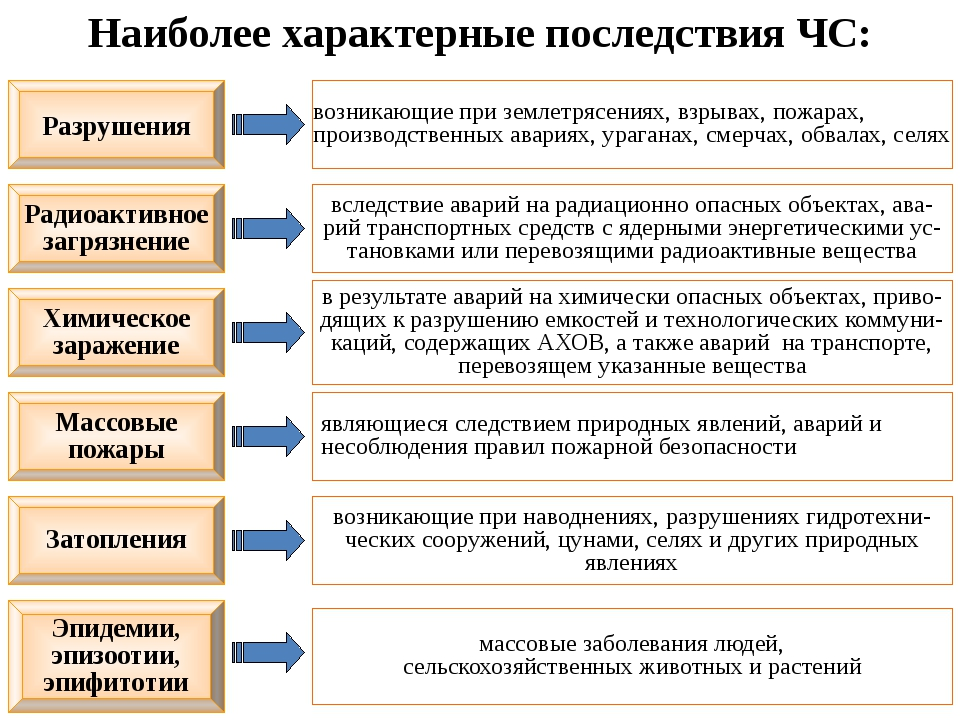 Наиболее характерные последствия ЧС:
Разрушения
возникающие при землетрясениях, взрывах, пожарах,
производственных авариях, ураганах, смерчах, обвалах, селях
Радиоактивное
загрязнение
вследствие аварий на радиационно опасных объектах, ава-
рий транспортных средств с ядерными энергетическими ус-
тановками или перевозящими радиоактивные вещества
Химическое
заражение
в результате аварий на химически опасных объектах, приво-
дящих к разрушению емкостей и технологических коммуни-
каций, содержащих АХОВ, а также аварий на транспорте,
перевозящем указанные вещества
Массовые
пожары
являющиеся следствием природных явлений, аварий и
несоблюдения правил пожарной безопасности
Затопления
возникающие при наводнениях, разрушениях гидротехни-
ческих сооружений, цунами, селях и других природных
явлениях
Эпидемии,
эпизоотии,
эпифитотии
массовые заболевания людей,
сельскохозяйственных животных и растений